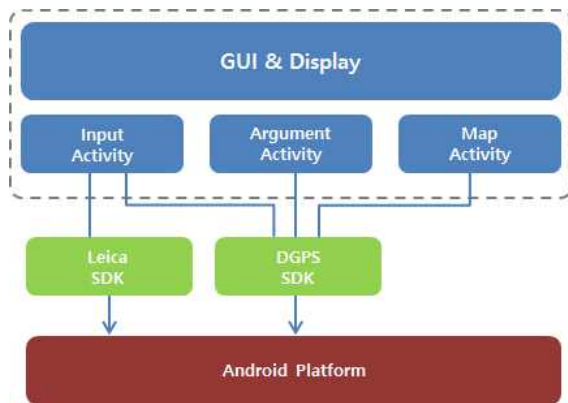 GUI & Display
Input
Activity
Argument
Activity
Map
Activity
Leica
SDK
DGPS
SDK
Android Platform